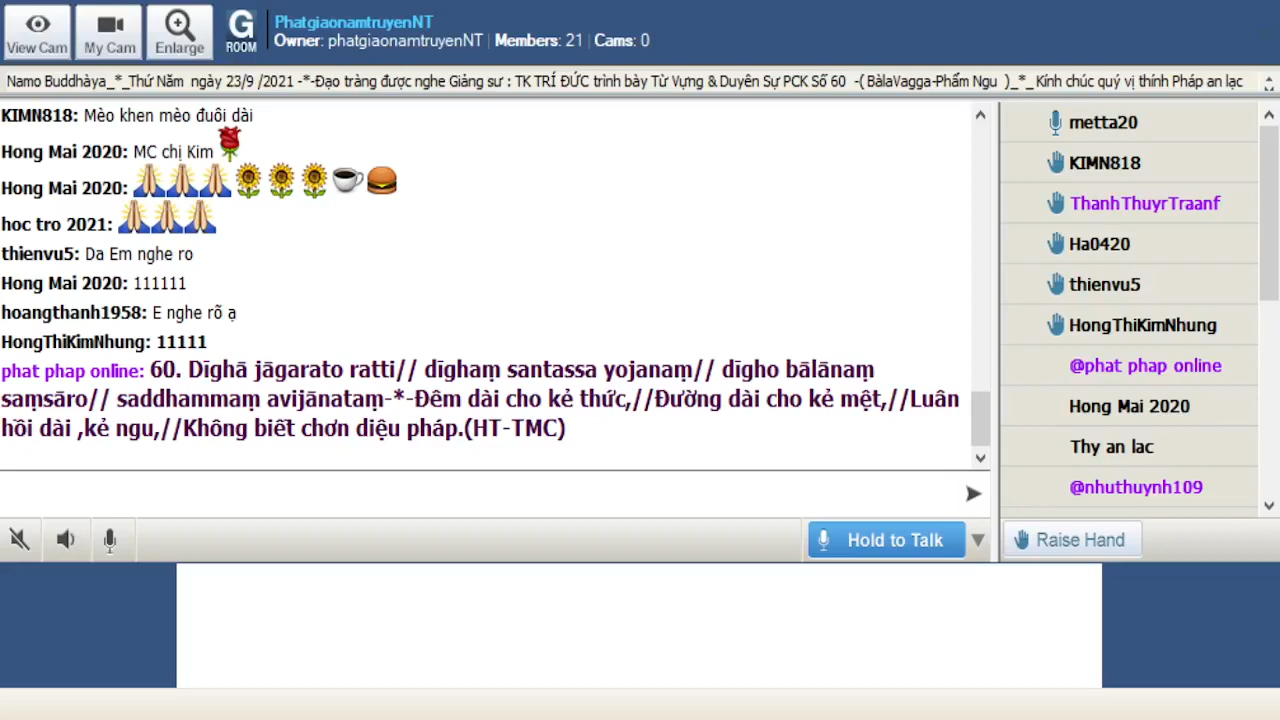 View Cam
My Cam
Enlarge
G
ROOM
PhatgiaonamtruyenNT
Owner: phatgiaonamtruyenNT | Members: 21 | Cams: 0
Namo Buddhàya_*_Thứ Năm ngày 23/9 /2021 -*-Đạo tràng được nghe Giảng sư : TK TRÍ ĐỨC trình bày Từ Vựng & Duyên Sự PCK Số 60 -( BàlaVagga-Phẩm Ngu )_*_ Kính chúc quý vị thính Pháp an lạc
KIMN818: Mèo khen mèo đuôi dài
Hong Mai 2020: MC chị Kim
Hong Mai 2020:
hoc tro 2021:
thienvu5: Da Em nghe ro
Hong Mai 2020: 111111
hoangthanh1958: E nghe rõ ạ
HongThiKimNhung: 11111
phat phap online: 60. Dīghā jāgarato ratti// dīghaṃ santassa yojanaṃ// dīgho bālānaṃ
saṃsāro// saddhammaṃ avijānataṃ-*-Đêm dài cho kẻ thức,//Đường dài cho kẻ mệt,//Luân
hồi dài ,kẻ ngu,//Không biết chơn diệu pháp.(HT-TMC)
metta20
KIMN818
ThanhThuyrTraanf
Ha0420
thienvu5
HongThiKimNhung
@phat phap online
Hong Mai 2020
Thy an lac
@nhuthuynh109
Hold to Talk
Raise Hand